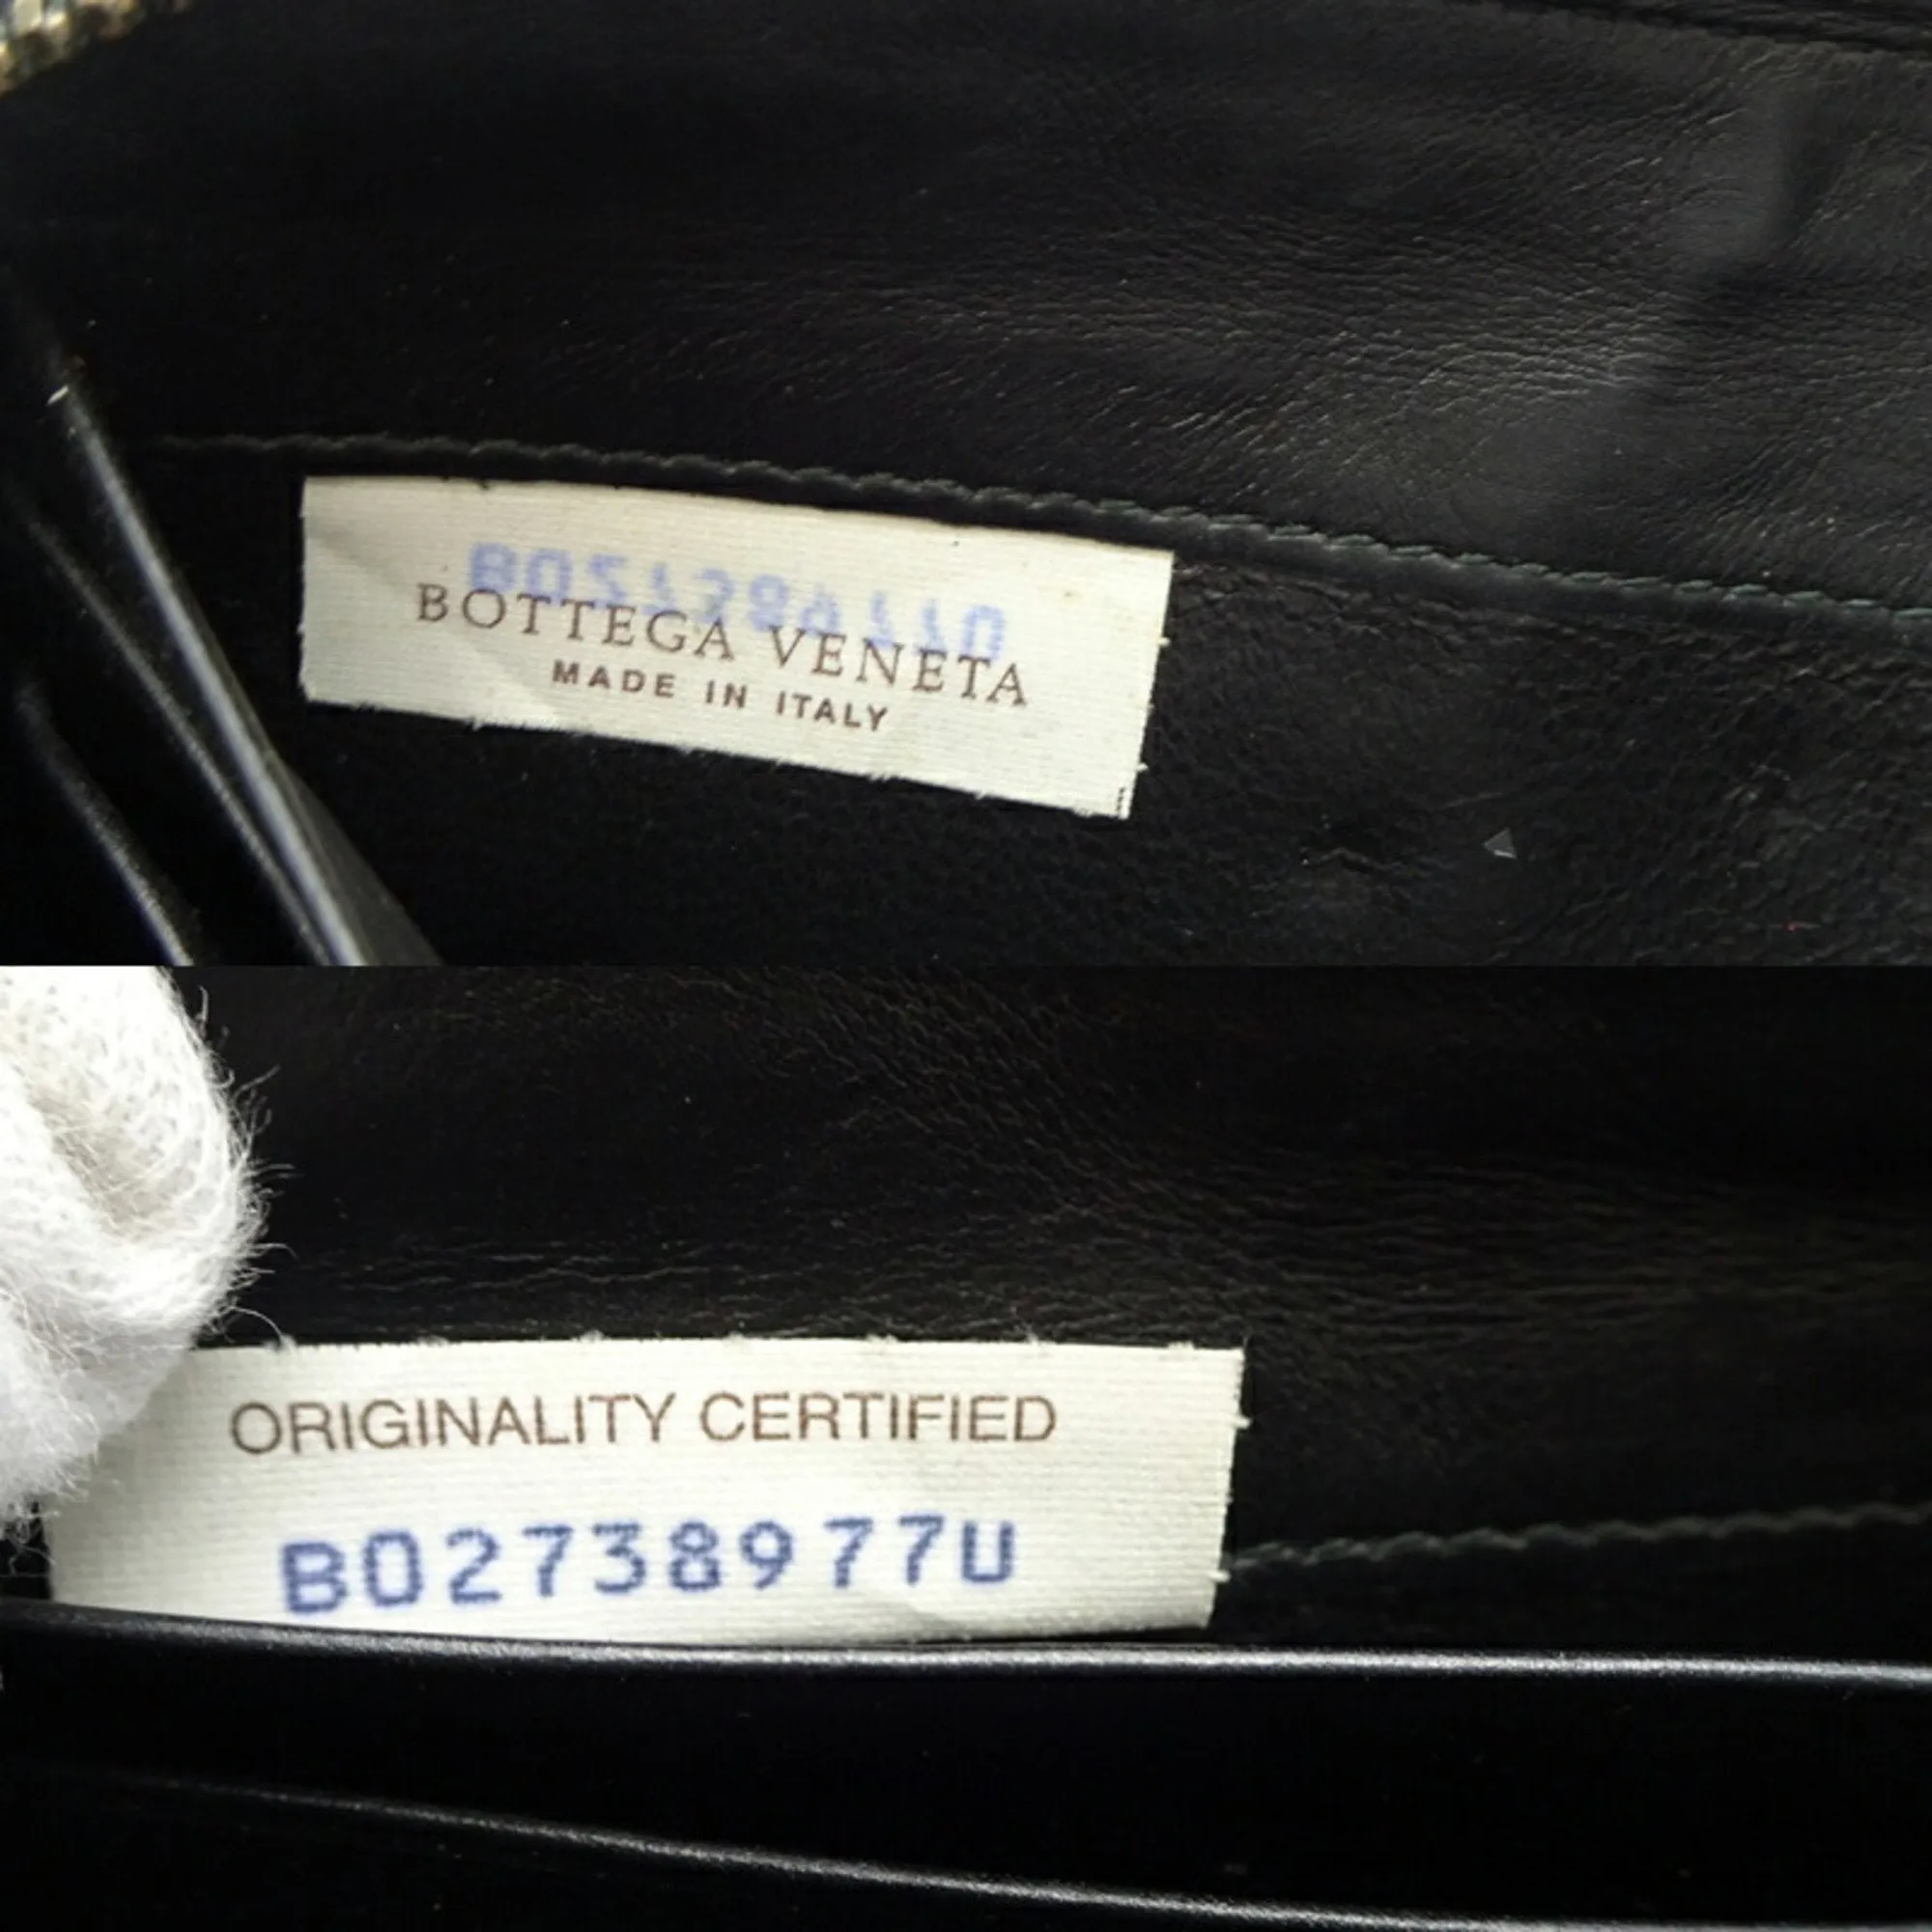 BOTTEGA VENETA
MADE IN ITALY
ORIGINALITY CERTIFIED
B02738977U